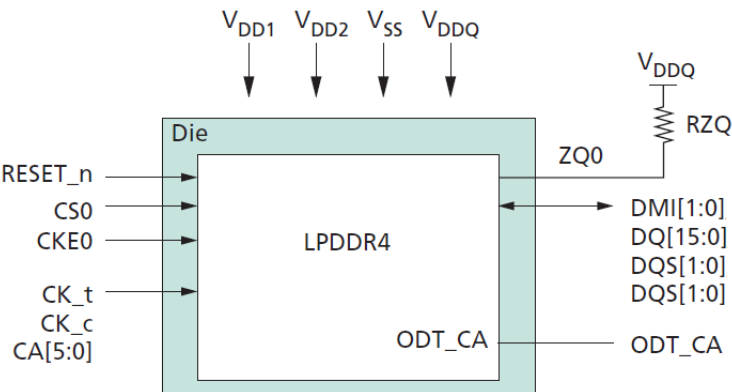 VDD1 VDD2 VSS VDDQ
VDDQ
RZQ
Die
ZQ0
RESET_n
CS0
CKE0
CK_t
CK_c
CA[5:0]
LPDDR4
DMI[1:0]
DQ[15:0]
DQS[1:0]
DQS[1:0]
ODT_CA
ODT_CA